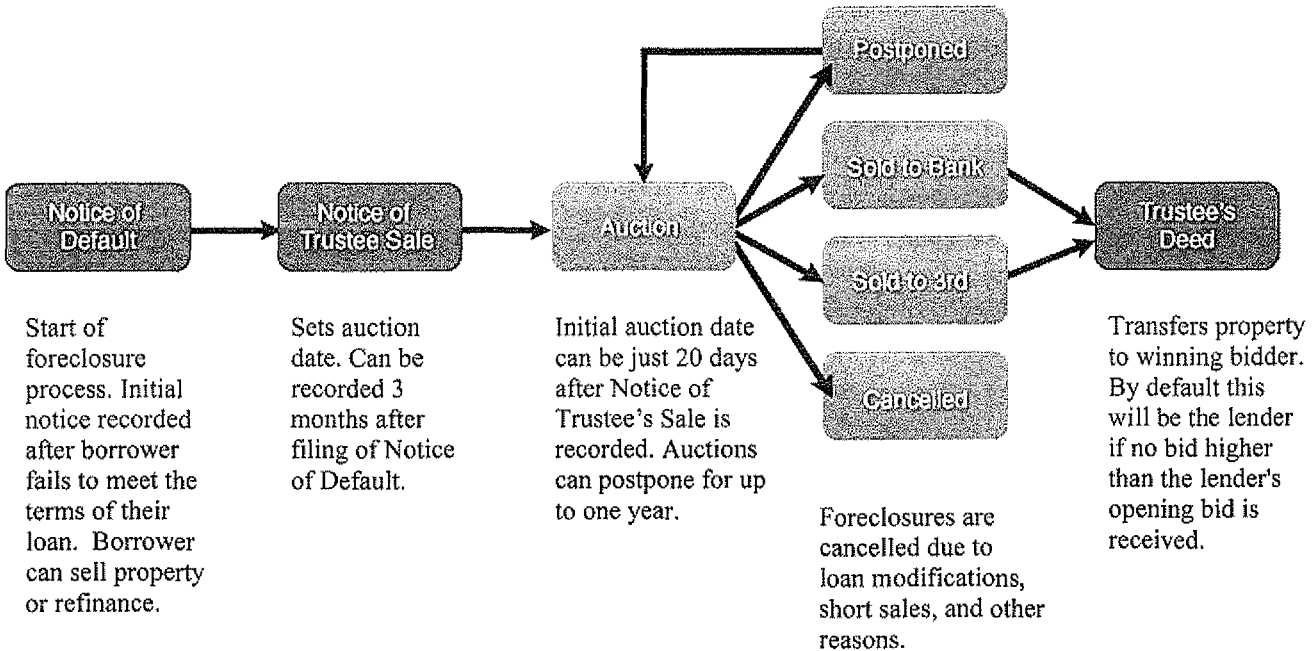 Postponed
Sold to Bank
Notice of
Default
Notice of
Trustee Sale
Auction
Trustee's
Deed
Sold to 3rd
Cancelled
Start of
foreclosure
process. Initial
notice recorded
after borrower
fails to meet the
terms of their
loan. Borrower
can sell property
or refinance.
Sets auction
date. Can be
recorded 3
months after
filing of Notice
of Default.
Initial auction date
can be just 20 days
after Notice of
Trustee's Sale is
recorded. Auctions
can postpone for up
to one year.
Foreclosures are
cancelled due to
loan modifications,
short sales, and other
reasons.
Transfers property
to winning bidder.
By default this
will be the lender
if no bid higher
than the lender's
opening bid is
received.